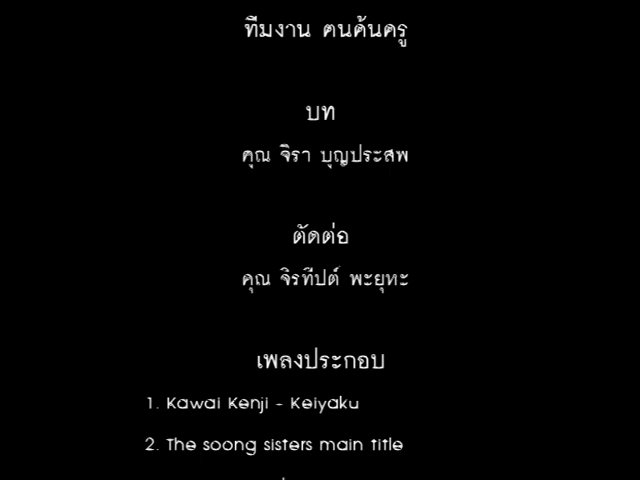 ทีมงาน ฅนค้นครู
บท
คุณ จิรา บุญประสพ
ตัดต่อ
คุณ จิรทีปต์ พะยุหะ
เพลงประกอบ
1. Kawai Kenji - Keiyaku
2. The soong sisters main title